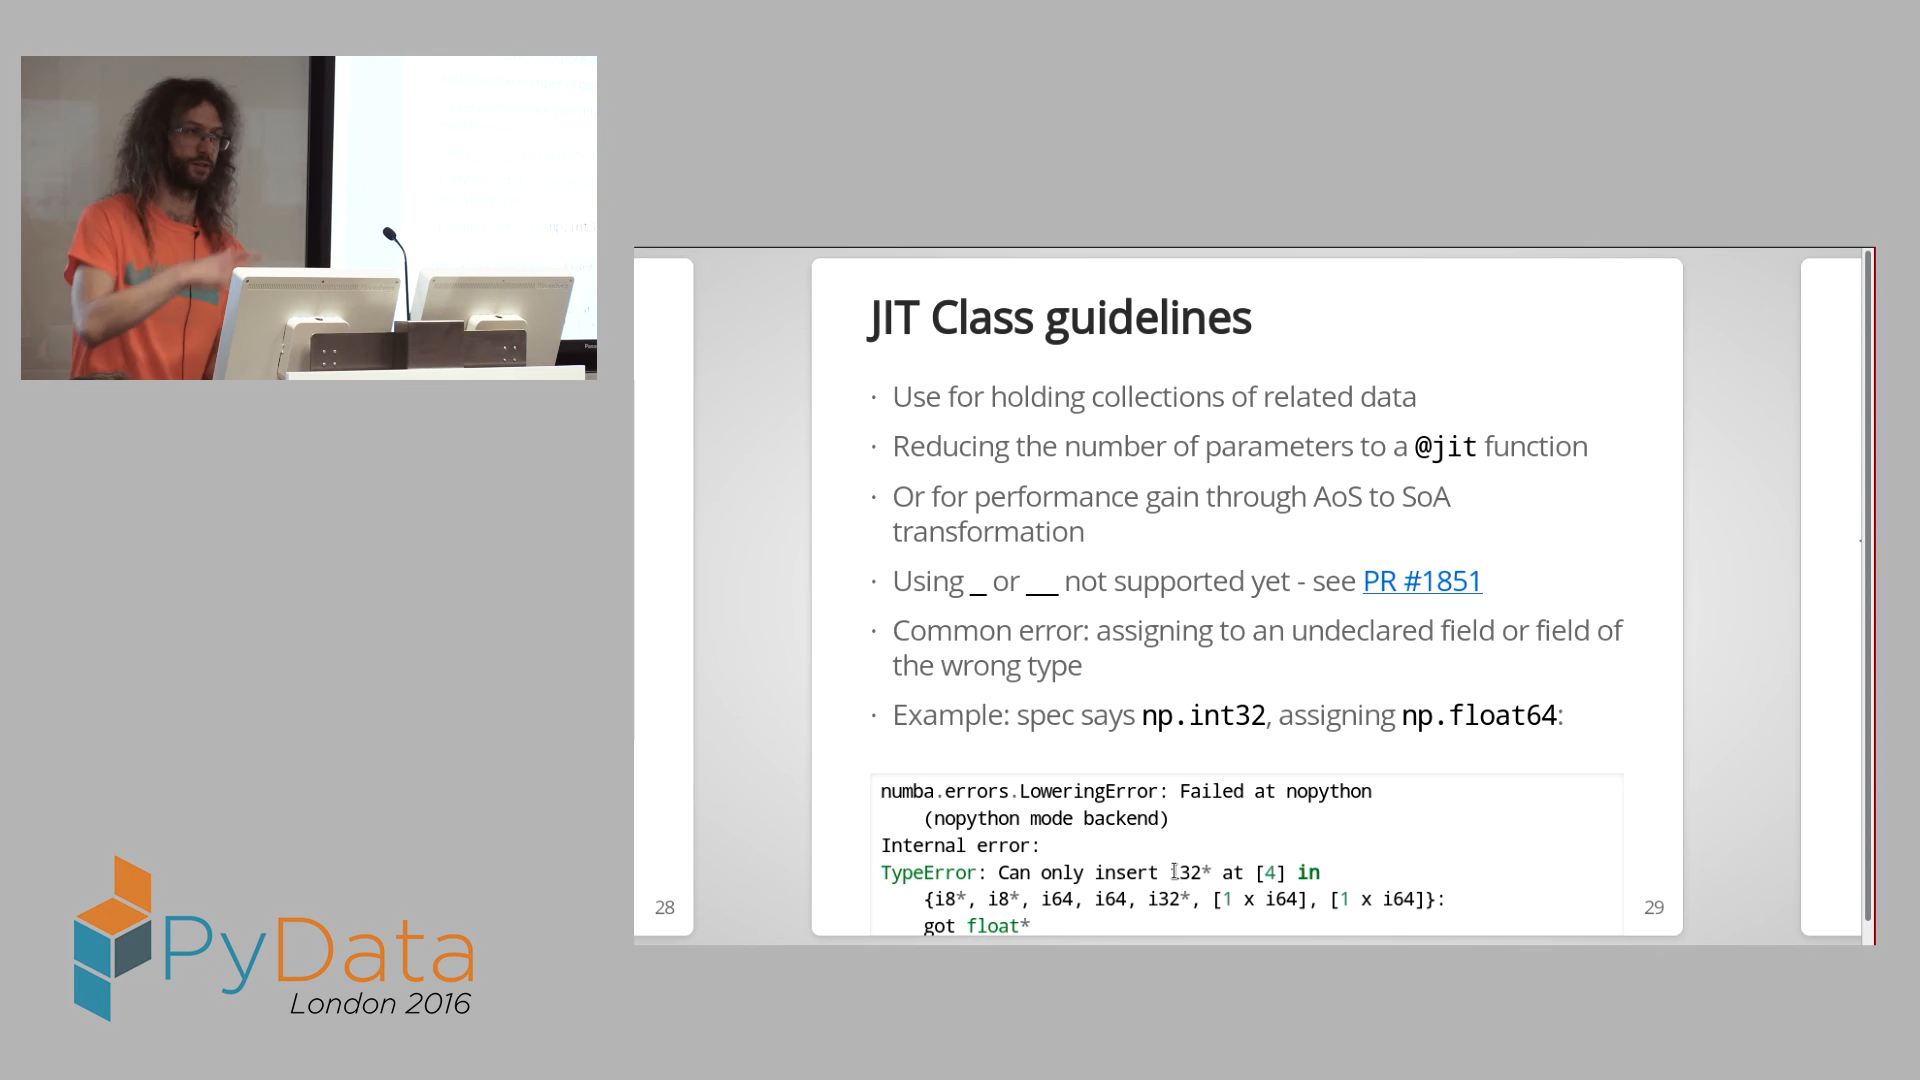 JIT Class guidelines
· Use for holding collections of related data
· Reducing the number of parameters to a @jit function
· Or for performance gain through AoS to SoA
transformation
· Using _ or __ not supported yet - see PR #1851
· Common error: assigning to an undeclared field or field of
the wrong type
· Example: spec says np.int32, assigning np.float64:
numba.errors.LoweringError: Failed at nopython
(nopython mode backend)
Internal error:
TypeError: Can only insert i32* at [4] in
{i8*, i8*, i64, i64, i32*, [1 x i64], [1 x i64]}:
got float*
28
29
PyData
London 2016